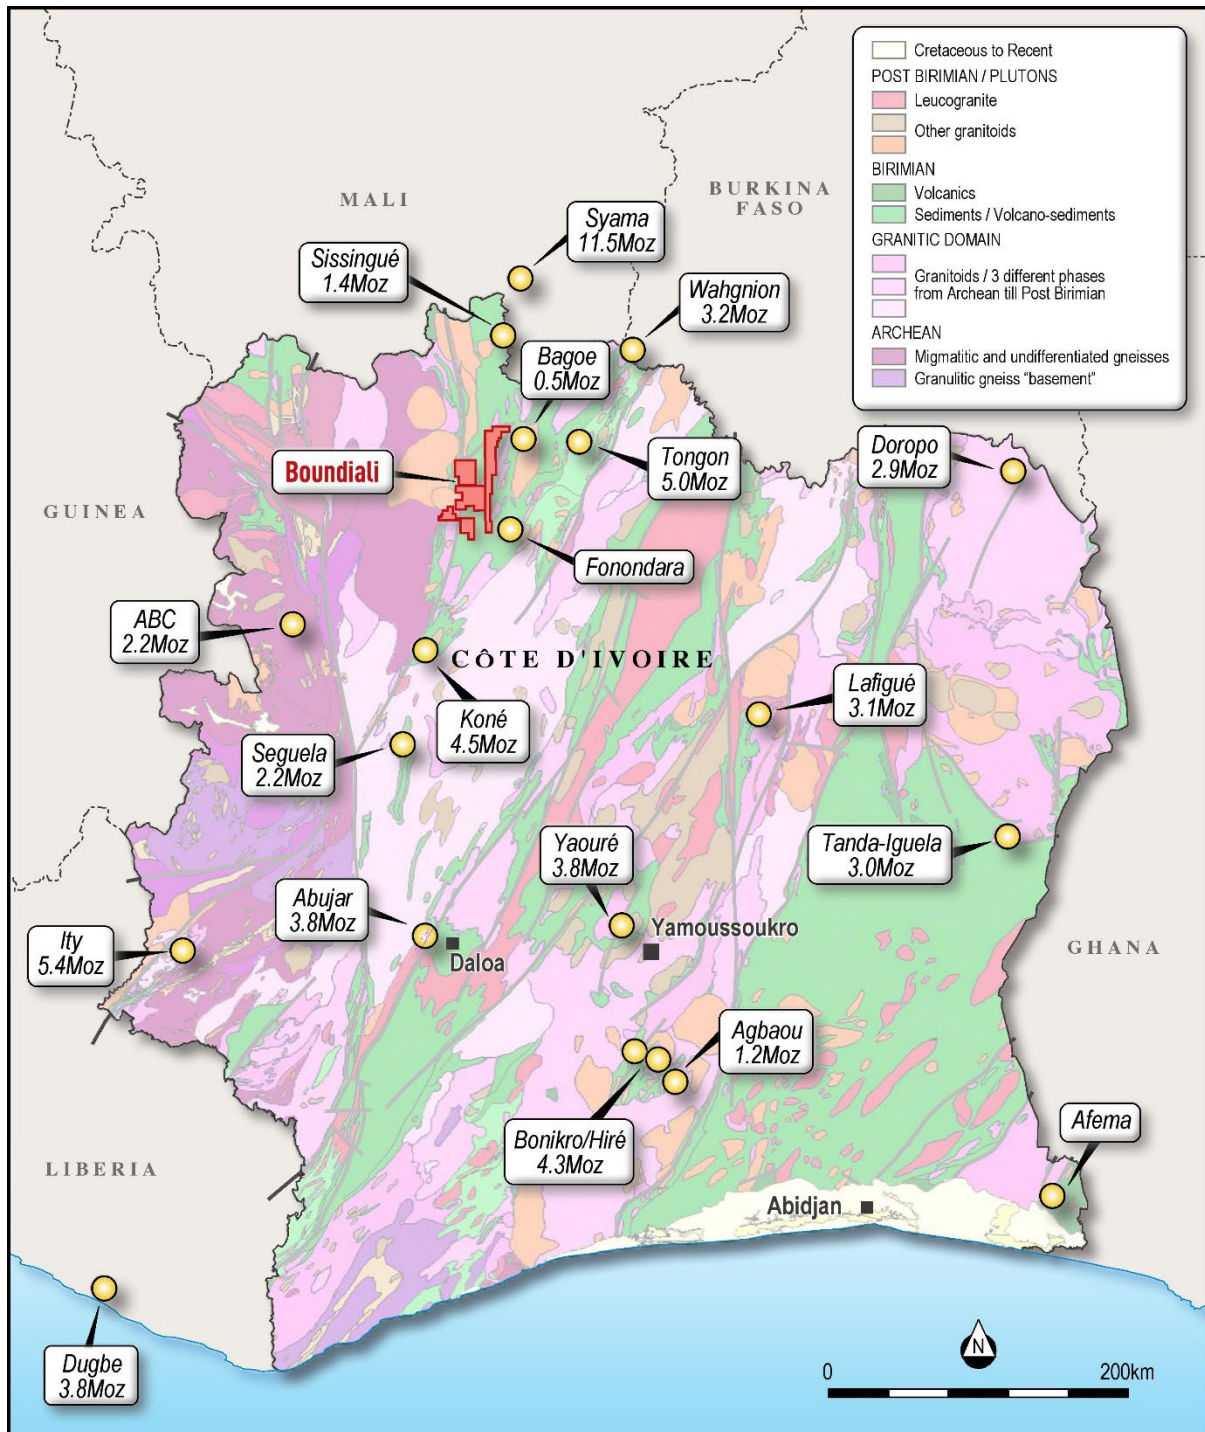 Cretaceous to Recent
POST BIRIMIAN / PLUTONS
Leucogranite
Other granitoids
BIRIMIAN
Volcanics
Sediments / Volcano-sediments
GRANITIC DOMAIN
Granitoids / 3 different phases
from Archean till Post Birimian
ARCHEAN
Migmatitic and undifferentiated gneisses
Granulitic gneiss "basement"
MALI
BURKINA
FASO
Syama
11.5Moz
Sissingué
1.4Moz
Wahgnion
3.2Moz
Bagoe
0.5Moz
Boundiali
Tongon
5.0Moz
Doropo
2.9Moz
GUINEA
Fonondara
ABC
2.2Moz
CÔTE D'IVOIRE
Koné
4.5Moz
Lafigué
3.1Moz
Seguela
2.2Moz
Yaouré
3.8Moz
Tanda-Iguela
3.0Moz
Abujar
3.8Moz
Ity
5.4Moz
Daloa
Yamoussoukro
GHANA
Agbaou
1.2Moz
Bonikro/Hiré
4.3Moz
Afema
LIBERIA
Abidjan
Dugbe
3.8Moz
N
0 200km